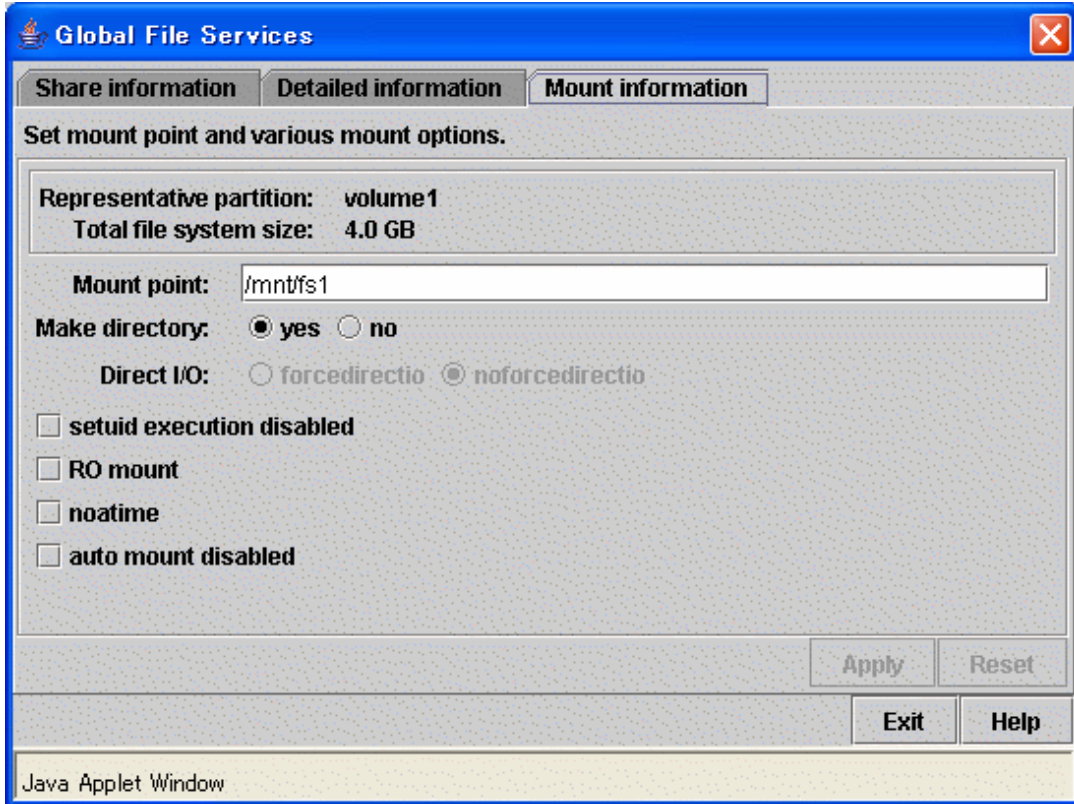 Global File Services
Share information Detailed information Mount information
Set mount point and various mount options.
Representative partition: volume1
Total file system size: 4.0 GB
Mount point: /mnt/fs1
Make directory: yes no
Direct I/O: forcedirectio noforcedirectio
setuid execution disabled
RO mount
noatime
auto mount disabled
Apply Reset
Exit Help
Java Applet Window